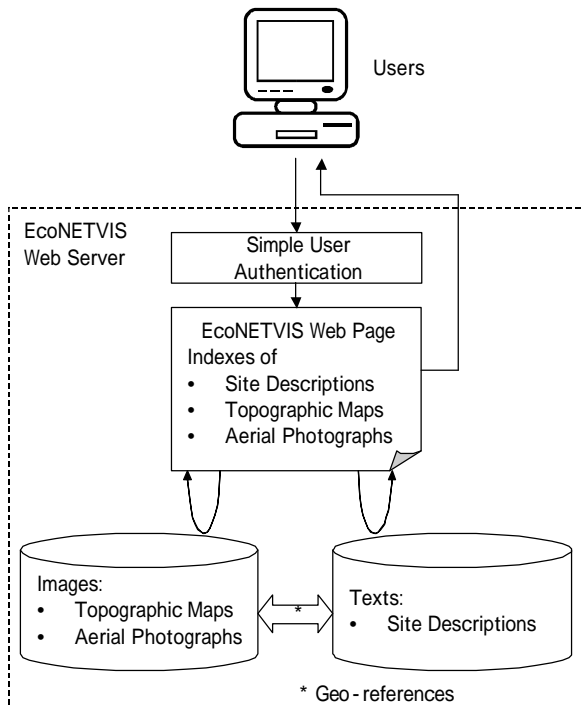 Users
EcoNETVIS
Web Server
Simple User
Authentication
EcoNETVIS Web Page
Indexes of
• Site Descriptions
• Topographic Maps
• Aerial Photographs
Images:
• Topographic Maps
• Aerial Photographs
*
Texts:
• Site Descriptions
* Geo - references